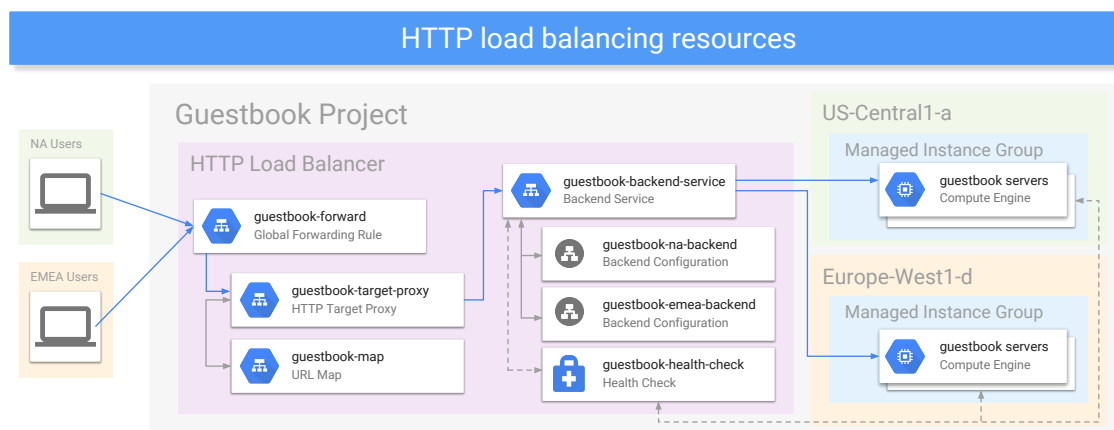 HTTP load balancing resources
Guestbook Project
NA Users
EMEA Users
HTTP Load Balancer
guestbook-forward
Global Forwarding Rule
guestbook-target-proxy
HTTP Target Proxy
guestbook-map
URL Map
guestbook-backend-service
Backend Service
guestbook-na-backend
Backend Configuration
guestbook-emea-backend
Backend Configuration
guestbook-health-check
Health Check
US-Central1-a
Managed Instance Group
guestbook servers
Compute Engine
Europe-West1-d
Managed Instance Group
guestbook servers
Compute Engine